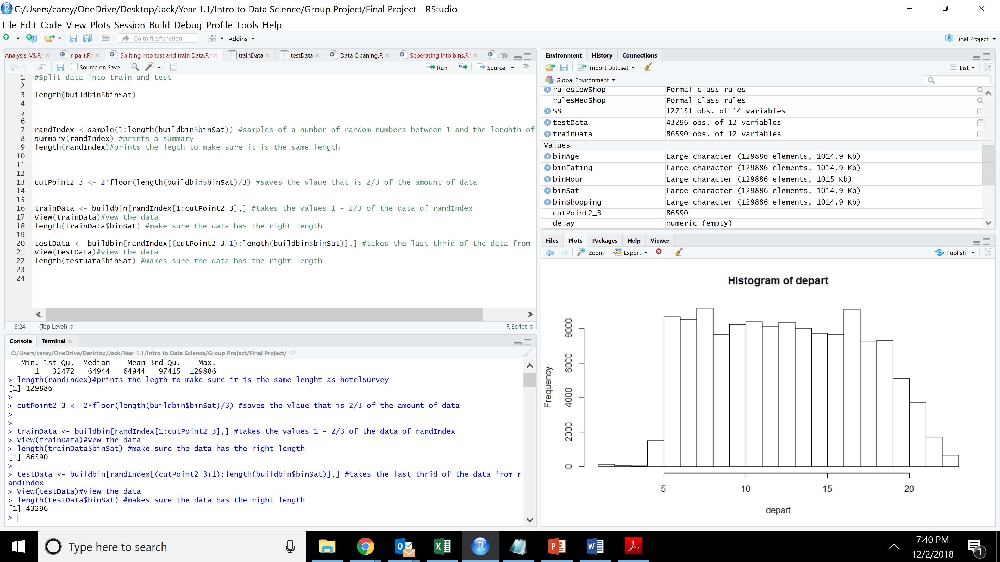 C:/Users/carey/OneDrive/Desktop/Jack/Year 1.1/Intro to Data Science/Group Project/Final Project - RStudio
File Edit Code View Plots Session Build Debug Profile Tools Help
Go to file/function
Addins
Final Project
Analysis_VS.R*
r-part.R*
Spliting into test and train Data.R*
trainData
testData
Data Cleaning.R
Seperating into bins.R*
Source on Save
Run
Source
1 #Split data into train and test
2
3 length(buildbin$binSat)
4
5
6
7 randIndex <-sample(1:length(buildbin$binSat)) #samples of a number of random numbers between 1 and the lenghth of
8 summary(randIndex) #prints a summary
9 length(randIndex)#prints the legth to make sure it is the same length
10
11
12
13 cutPoint2_3 <- 2*floor(length(buildbin$binSat)/3) #saves the vlaue that is 2/3 of the amount of data
14
15
16 trainData <- buildbin[randIndex[1:cutPoint2_3],] #takes the values 1 - 2/3 of the data of randIndex
17 View(trainData)#vew the data
18 length(trainData$binSat) #make sure the data has the right length
19
20 testData <- buildbin[randIndex[(cutPoint2_3+1):length(buildbin$binSat)],] #takes the last thrid of the data from
21 View(testData)#view the data
22 length(testData$binSat) #makes sure the data has the right length
23
24
3:24
(Top Level)
R Script
Console
Terminal
C:/Users/carey/OneDrive/Desktop/Jack/Year 1.1/Intro to Data Science/Group Project/Final Project/
Min. 1st Qu. Median Mean 3rd Qu. Max.
1 32472 64944 64944 97415 129886
> length(randIndex)#prints the legth to make sure it is the same lenght as hotelSurvey
[1] 129886
>
> cutPoint2_3 <- 2*floor(length(buildbin$binSat)/3) #saves the vlaue that is 2/3 of the amount of data
>
>
> trainData <- buildbin[randIndex[1:cutPoint2_3],] #takes the values 1 - 2/3 of the data of randIndex
> View(trainData)#vew the data
> length(trainData$binSat) #make sure the data has the right length
[1] 86590
>
> testData <- buildbin[randIndex[(cutPoint2_3+1):length(buildbin$binSat)],] #takes the last thrid of the data from r
andIndex
> View(testData)#view the data
> length(testData$binSat) #makes sure the data has the right length
[1] 43296
>
Environment
History
Connections
Import Dataset
List
Global Environment
rulesLowShop Formal class rules
rulesMedShop Formal class rules
SS 127151 obs. of 14 variables
testData 43296 obs. of 12 variables
trainData 86590 obs. of 12 variables
Values
binAge Large character (129886 elements, 1014.9 Kb)
binEating Large character (129886 elements, 1014.9 Kb)
binHour Large character (129886 elements, 1015 Kb)
binSat Large character (129886 elements, 1014.9 Kb)
binShopping Large character (129886 elements, 1014.9 Kb)
cutPoint2_3 86590
delay numeric (empty)
Files
Plots
Packages
Help
Viewer
Zoom
Export
Publish
Histogram of depart
Frequency
8000
6000
4000
2000
0
5 10 15 20
depart
Type here to search
7:40 PM
12/2/2018
1